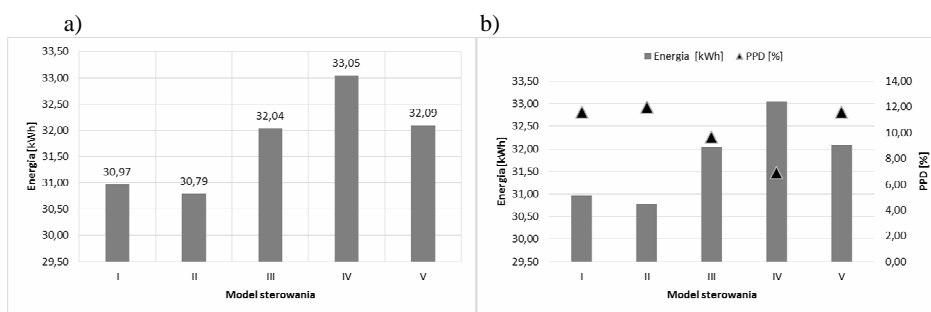 a)
33,50
33,00
32,50
32,00
31,50
31,00
30,50
30,00
29,50
Energia [kWh]
30,97
30,79
32,04
33,05
32,09
I
II
III
IV
V
Model sterowania
b)
Energia [kWh]
PPD [%]
33,50
33,00
32,50
32,00
31,50
31,00
30,50
30,00
29,50
Energia [kWh]
14,00
12,00
10,00
8,00
6,00
4,00
2,00
0,00
PPD [%]
I
II
III
IV
V
Model sterowania